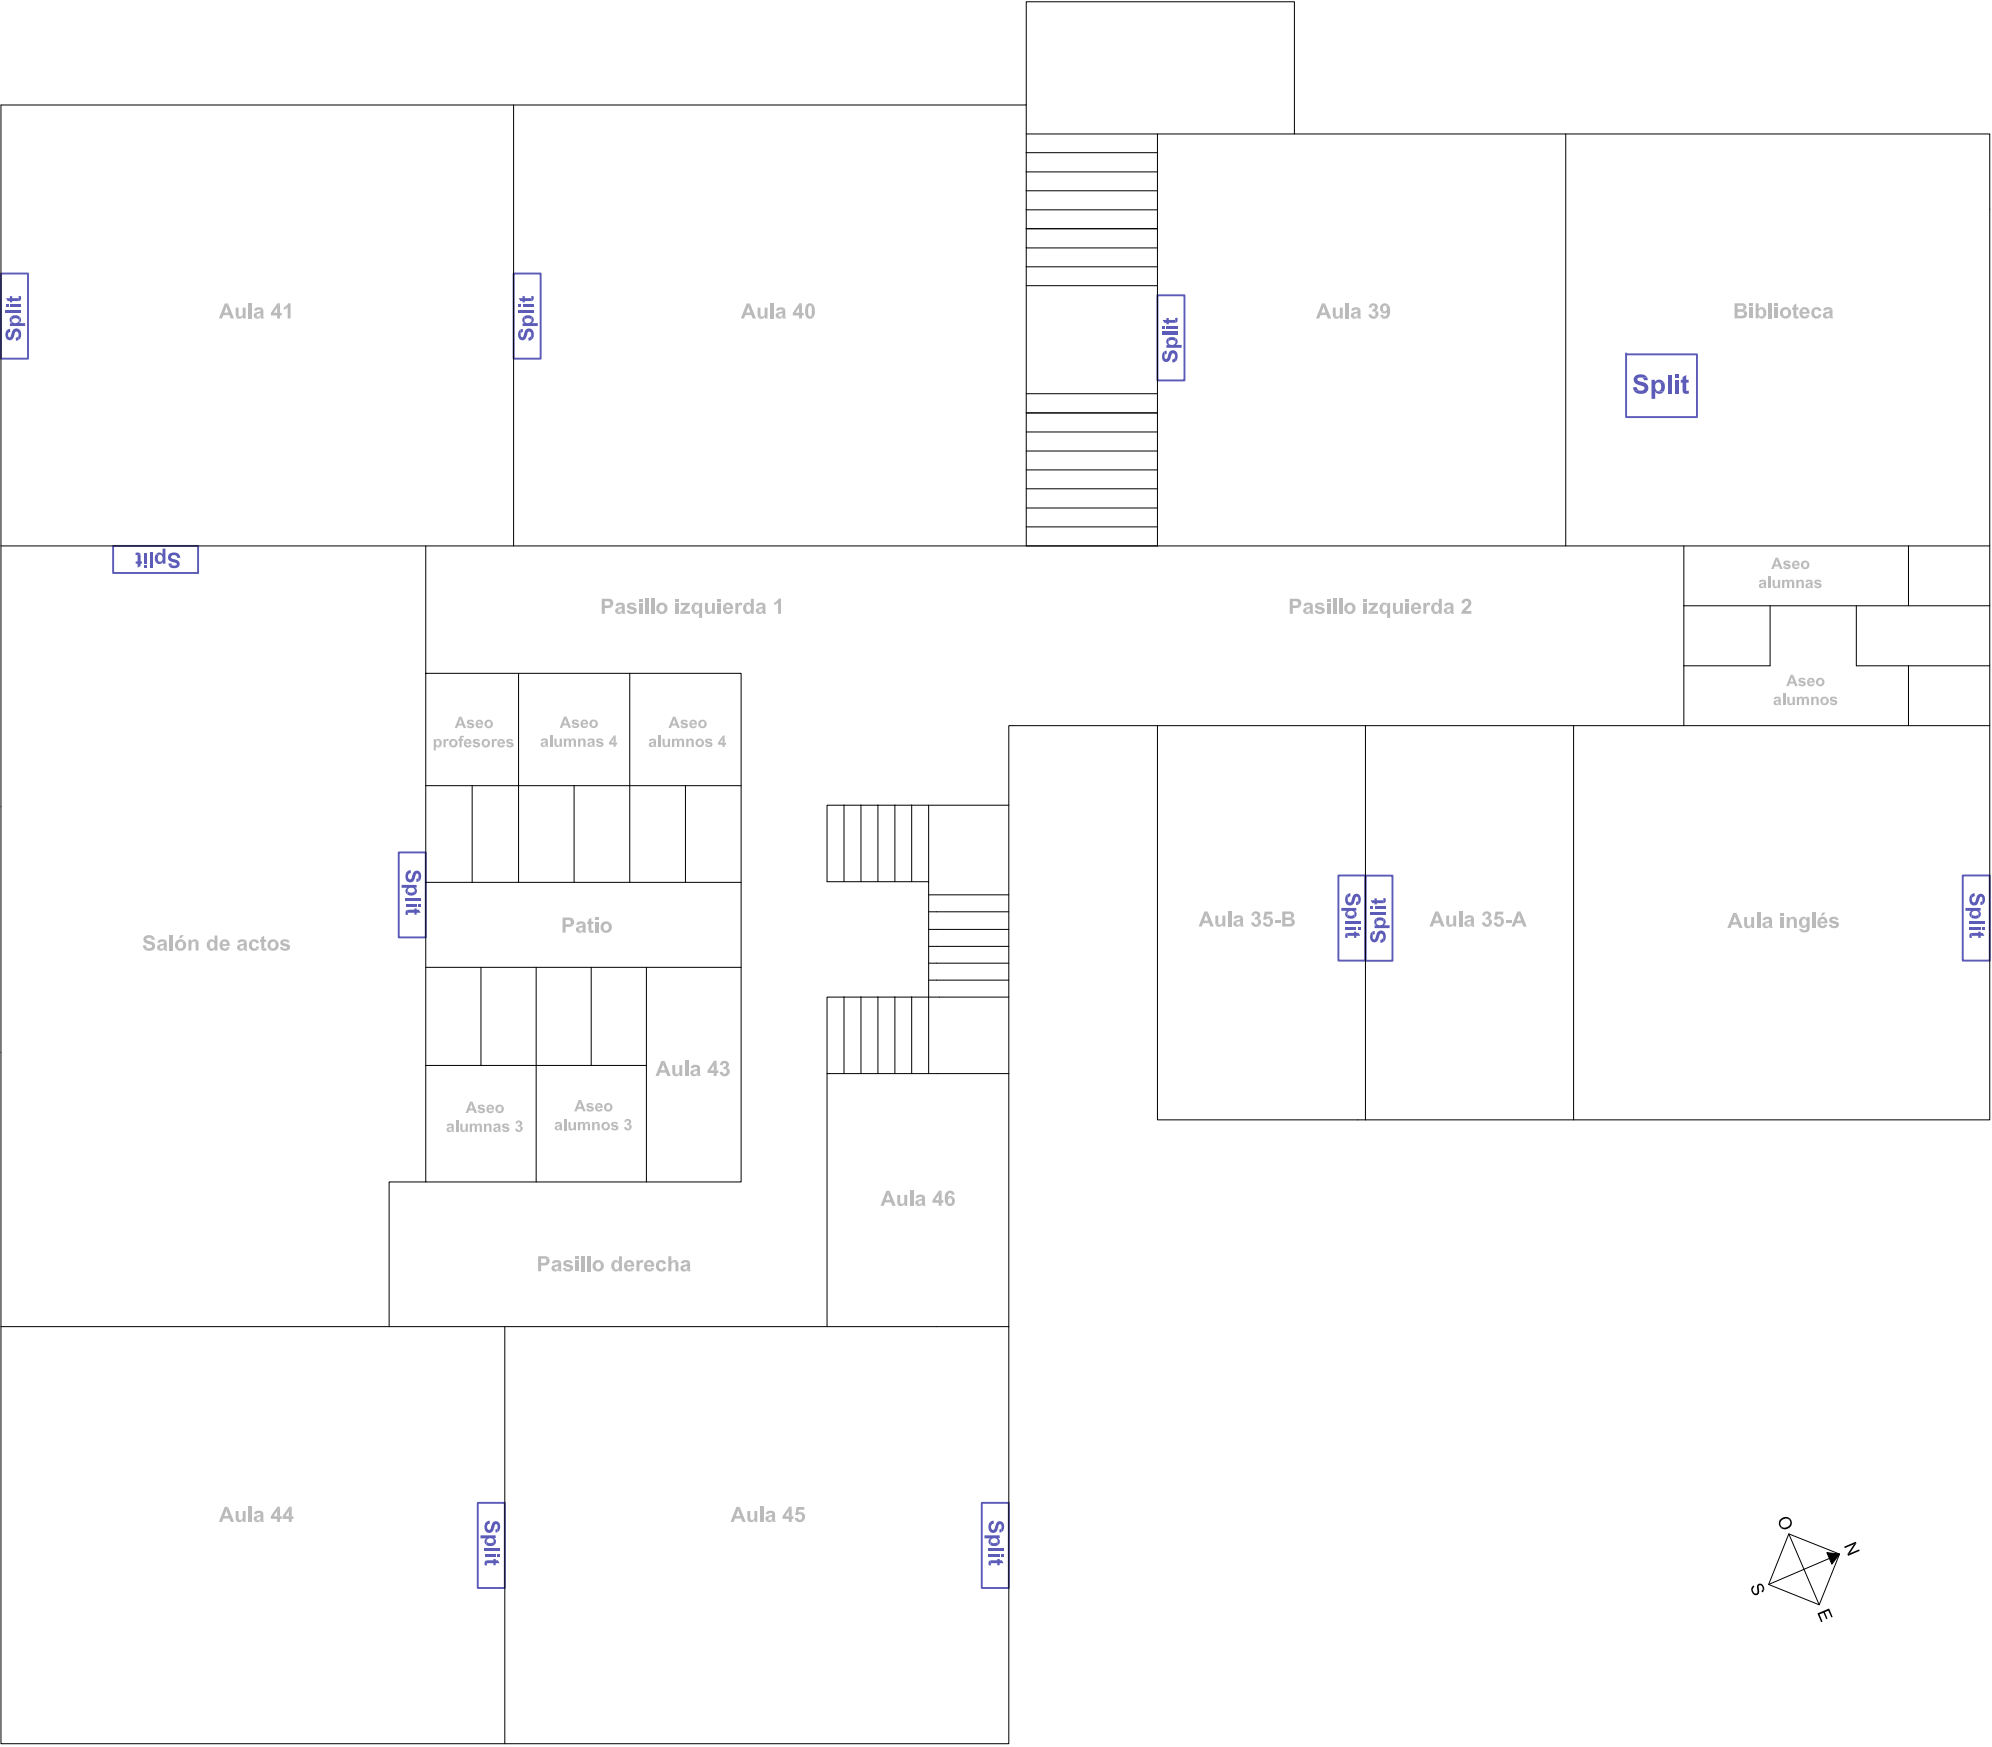 Split
Aula 41
Split
Aula 40
Split
Aula 39
Biblioteca
Split
Split
Pasillo izquierda 1
Pasillo izquierda 2
Aseo
alumnas
Aseo
alumnos
Aseo
profesores
Aseo
alumnas 4
Aseo
alumnos 4
Split
Salón de actos
Patio
Aula 35-B
Split
Split
Aula 35-A
Aula inglés
Split
Aula 43
Aseo
alumnas 3
Aseo
alumnos 3
Aula 46
Pasillo derecha
Aula 44
Split
Aula 45
Split
O
N
S
E